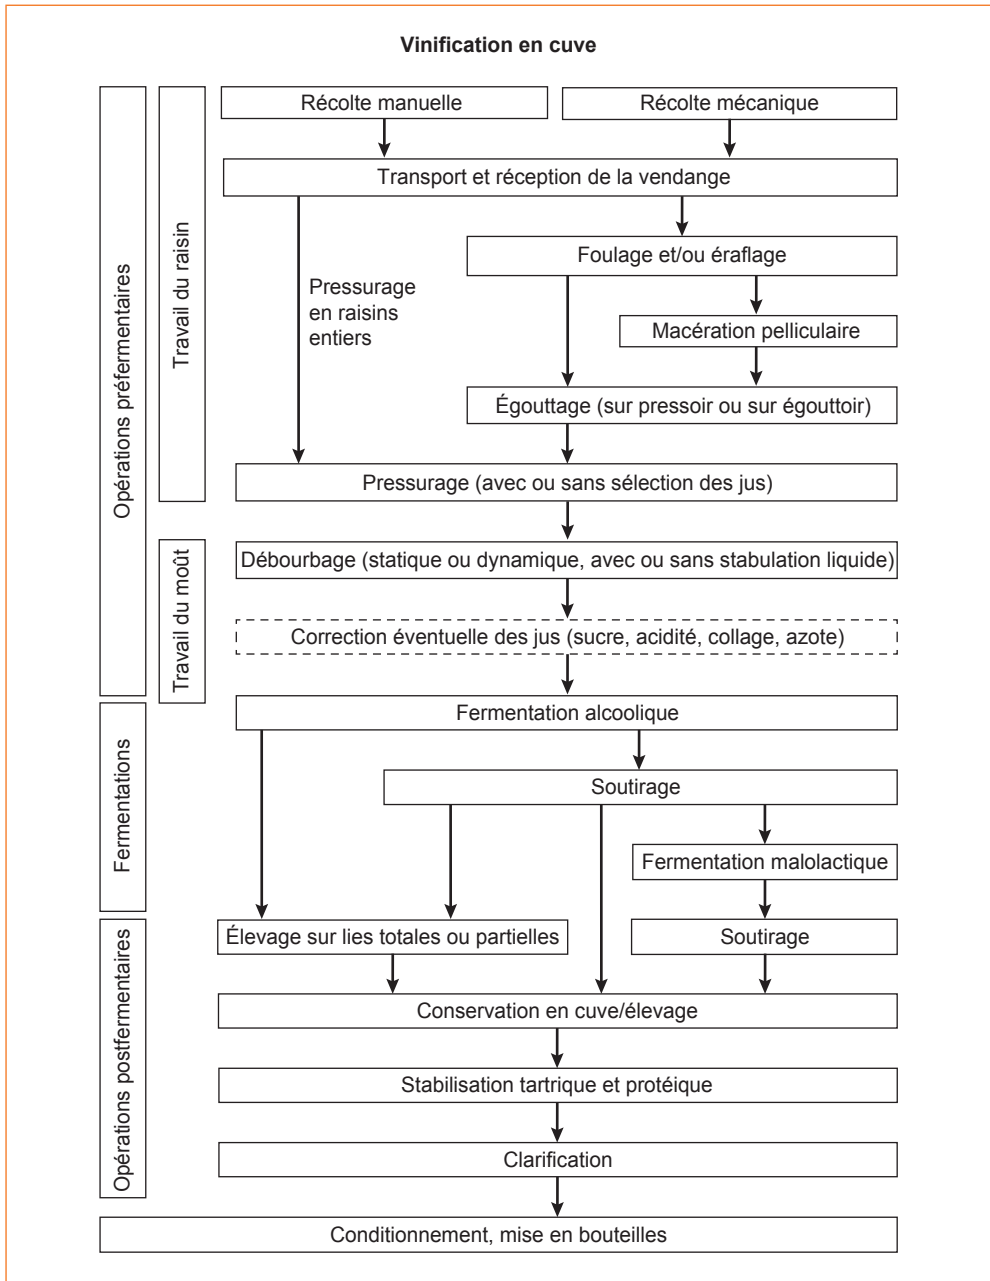 Vinification en cuve
Opérations préfermentaires
Travail du raisin
Récolte manuelle
Récolte mécanique
Transport et réception de la vendange
Foulage et/ou éraflage
Pressurage
en raisins
entiers
Macération pelliculaire
Égouttage (sur pressoir ou sur égouttoir)
Pressurage (avec ou sans sélection des jus)
Travail du moût
Débourbage (statique ou dynamique, avec ou sans stabulation liquide)
Correction éventuelle des jus (sucre, acidité, collage, azote)
Fermentations
Fermentation alcoolique
Soutirage
Fermentation malolactique
Opérations postfermentaires
Élevage sur lies totales ou partielles
Soutirage
Conservation en cuve/élevage
Stabilisation tartrique et protéique
Clarification
Conditionnement, mise en bouteilles